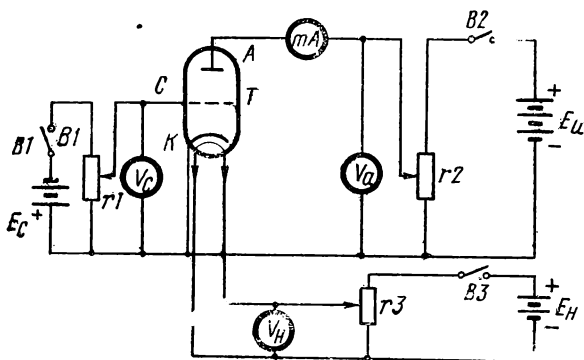 A
mA
B2
C
T
K
B1
B1
Vc
Va
r1
r2
Ec
+
+
Eu
−
r3
B3
VH
+
EH
−